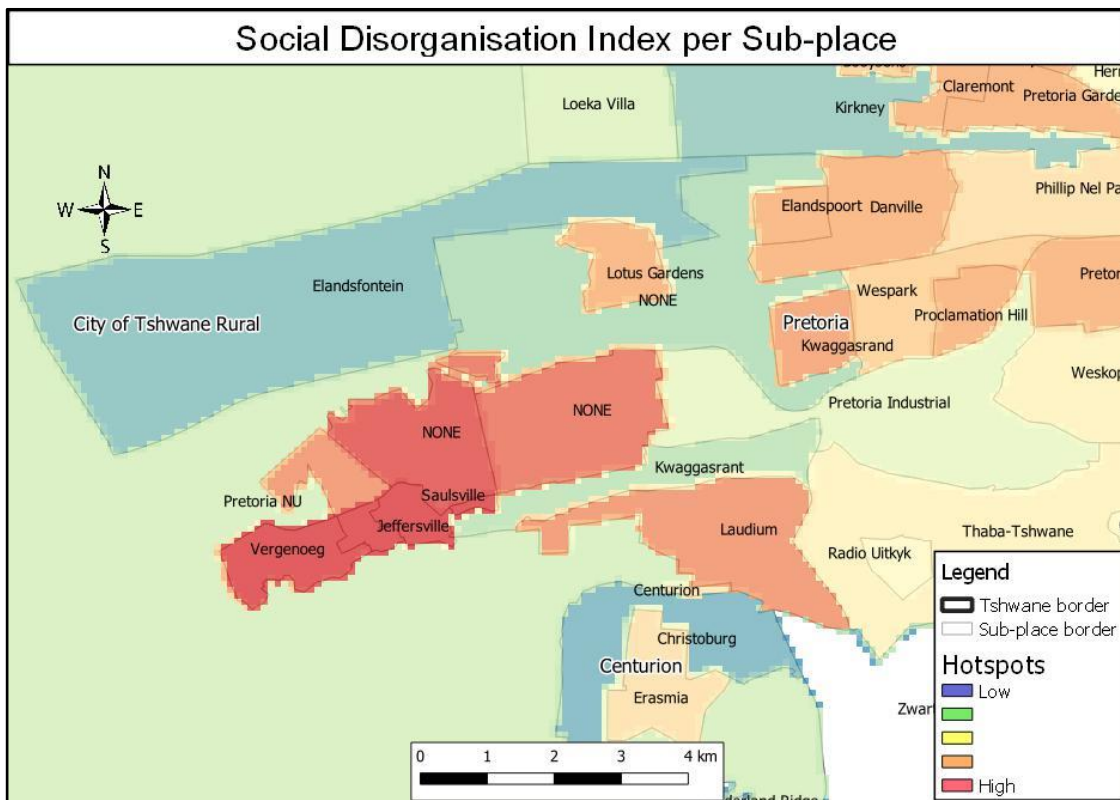 Social Disorganisation Index per Sub-place
Claremont
Loeka Villa
Pretoria Garde
Kirkney
N
W E
S
Phillip Nel Pa
Elandspoort Danville
Lotus Gardens
Elandsfontein
NONE
Wespark
Pretor
City of Tshwane Rural
Pretoria
Proclamation Hill
Kwaggasrand
Weskop
Pretoria Industrial
NONE
NONE
Kwaggasrant
Saulsville
Pretoria NU
Jeffersville
Laudium
Thaba-Tshwane
Vergenoeg
Radio Uitkyk
Centurion
Christoburg
Centurion
Erasmia
Zwar
Legend
Tshwane border
Sub-place border
Hotspots
Low
High
0 1 2 3 4 km